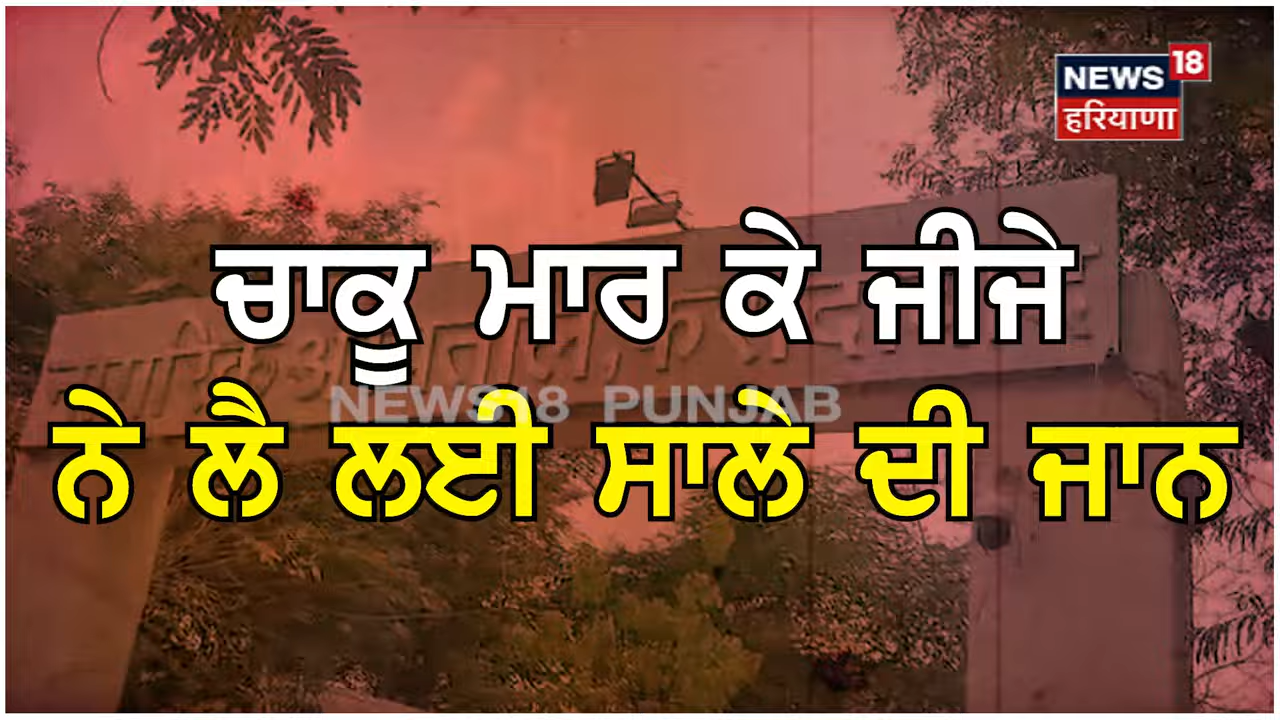 NEWS 18
हरियाणा
ਚਾਕੂ ਮਾਰ ਕੇ ਜੀਜੇ
NEWS18 PUNJAB
ਨੇ ਲੈ ਲਈ ਸਾਲੇ ਦੀ ਜਾਨ